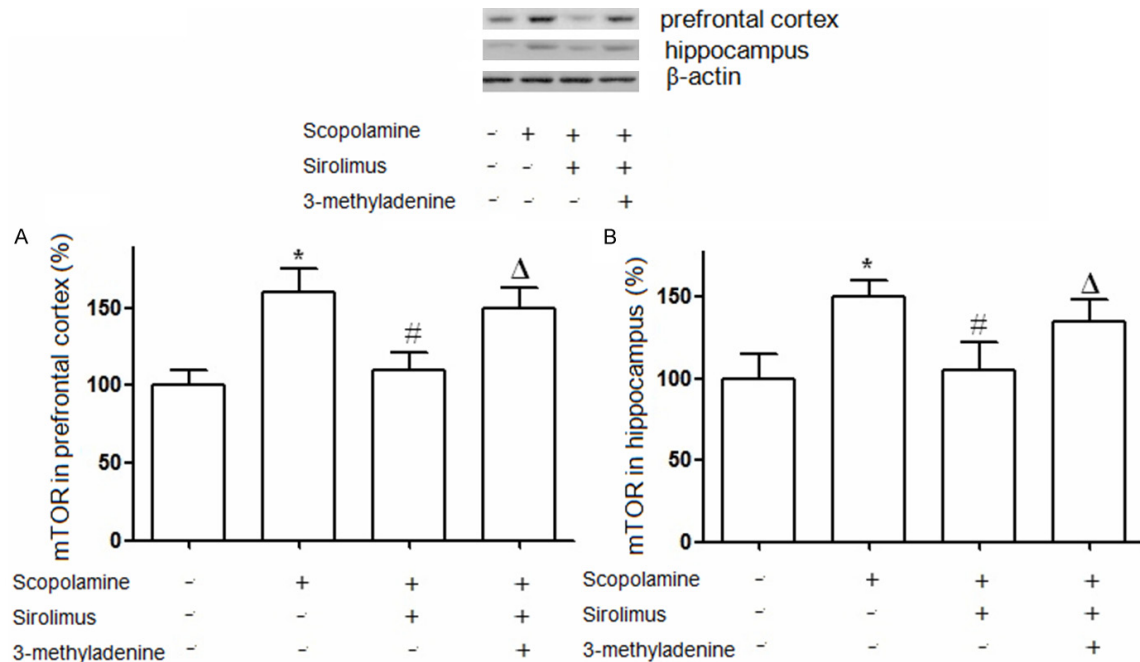 prefrontal cortex
hippocampus
β-actin
Scopolamine - + + +
Sirolimus - - + +
3-methyladenine - - - +
A
mTOR in prefrontal cortex (%)
150
100
50
0
* # Δ
Scopolamine - + + +
Sirolimus - - + +
3-methyladenine - - - +
B
mTOR in hippocampus (%)
150
100
50
0
* # Δ
Scopolamine - + + +
Sirolimus - - + +
3-methyladenine - - - +